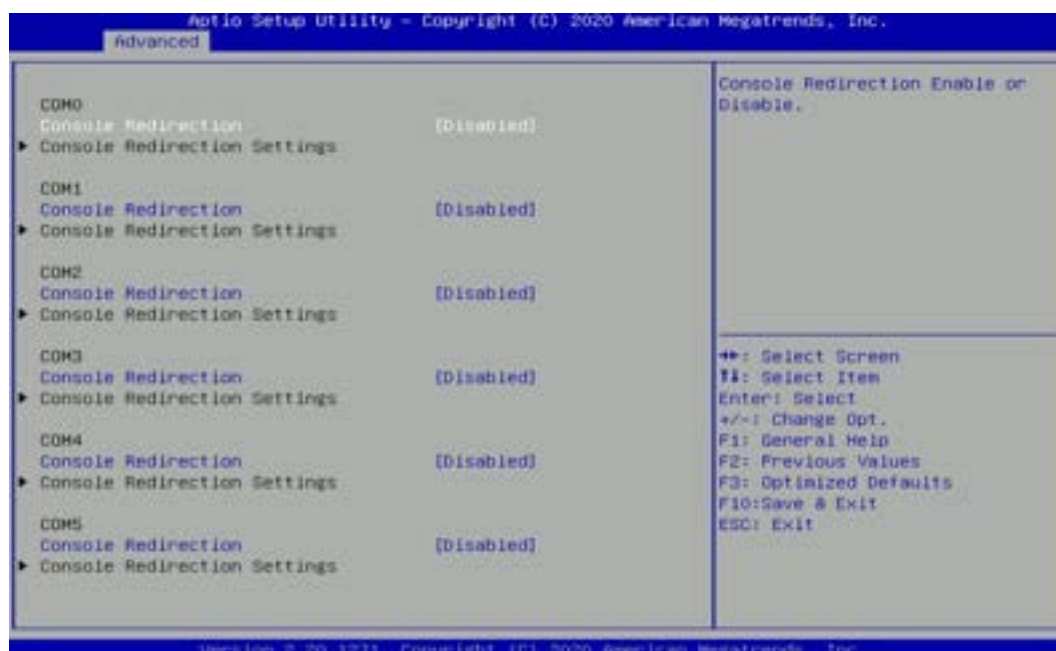 Aptio Setup Utility – Copyright (C) 2020 American Megatrends, Inc.
Advanced
COM0
Console Redirection [Disabled]
Console Redirection Settings
COM1
Console Redirection [Disabled]
Console Redirection Settings
COM2
Console Redirection [Disabled]
Console Redirection Settings
COM3
Console Redirection [Disabled]
Console Redirection Settings
COM4
Console Redirection [Disabled]
Console Redirection Settings
COM5
Console Redirection [Disabled]
Console Redirection Settings
Console Redirection Enable or
Disable.
: Select Screen
↑↓: Select Item
Enter: Select
+/-: Change Opt.
F1: General Help
F2: Previous Values
F3: Optimized Defaults
F10:Save & Exit
ESC: Exit
Version 2.20.1271. Copyright (C) 2020 American Megatrends, Inc.